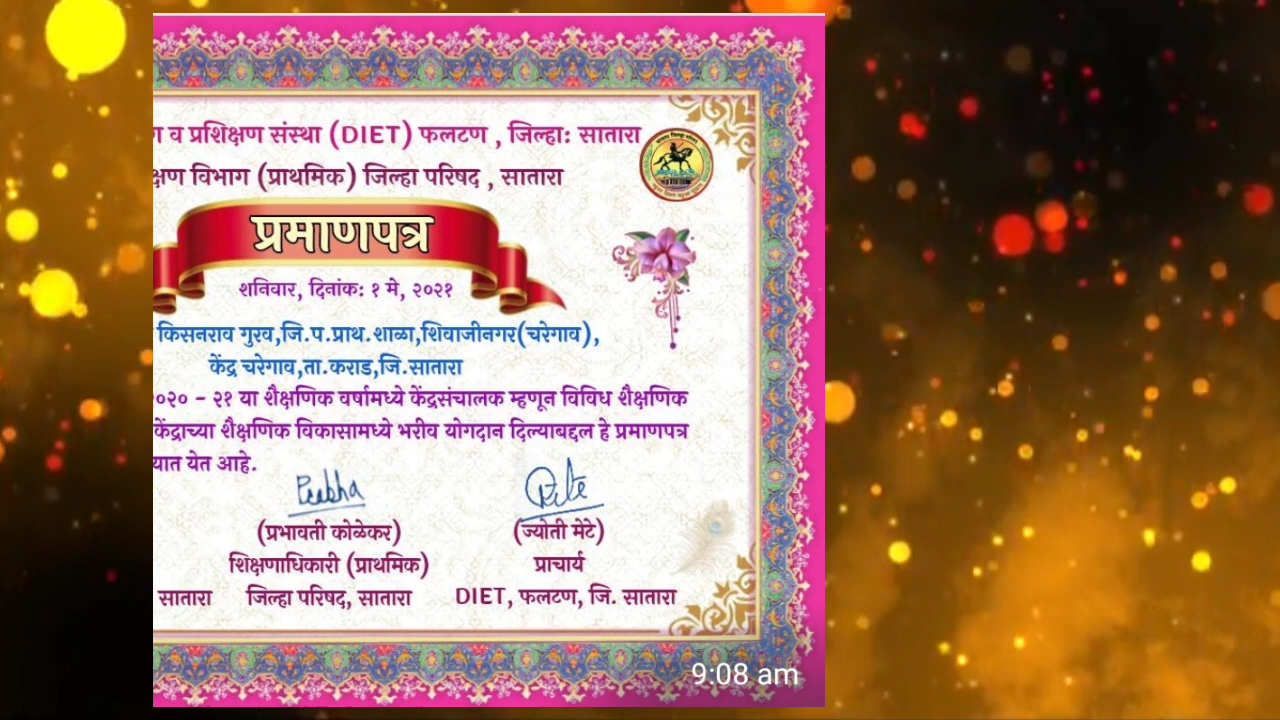 व प्रशिक्षण संस्था (DIET) फलटण , जिल्हा: सातारा
विभाग (प्राथमिक) जिल्हा परिषद , सातारा
प्रमाणपत्र
शनिवार, दिनांक: १ मे, २०२१
किसनराव गुरव,जि.प.प्राथ.शाळा,शिवाजीनगर(चरेगाव),
केंद्र चरेगाव,ता.कराड,जि.सातारा
०२० - २१ या शैक्षणिक वर्षामध्ये केंद्रसंचालक म्हणून विविध शैक्षणिक
केंद्राच्या शैक्षणिक विकासामध्ये भरीव योगदान दिल्याबद्दल हे प्रमाणपत्र
यात येत आहे.
(प्रभावती कोळेकर) (ज्योती मेटे)
शिक्षणाधिकारी (प्राथमिक) प्राचार्य
सातारा जिल्हा परिषद, सातारा DIET, फलटण, जि. सातारा
9:08 am